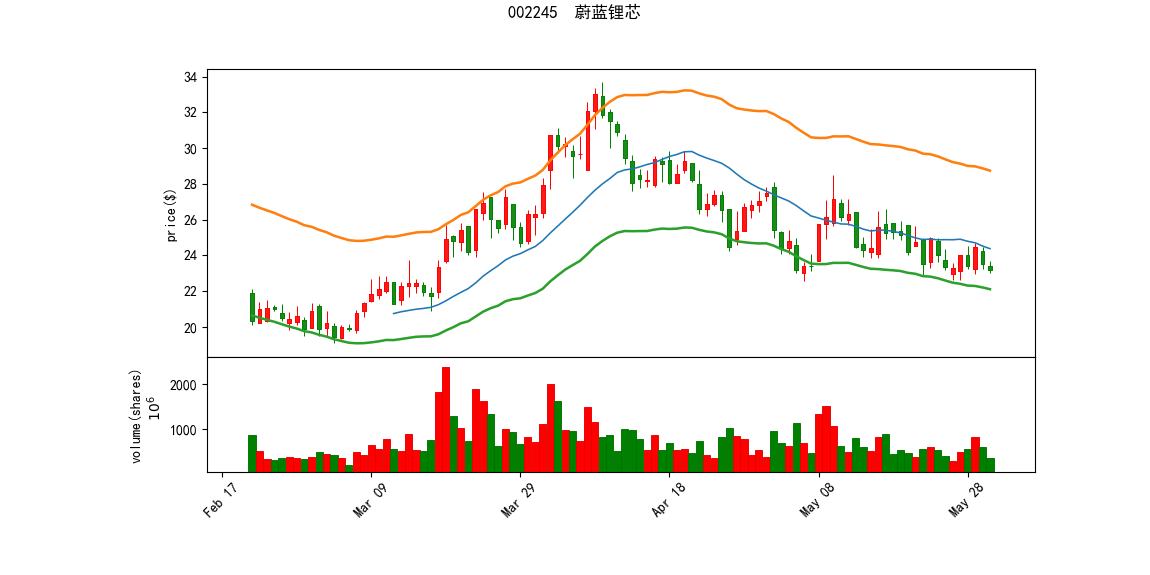 002245 蔚蓝锂芯
34
32
30
28
26
24
22
20
price($)
2000
1000
volume(shares)
10^6
Feb 17
Mar 09
Mar 29
Apr 18
May 08
May 28